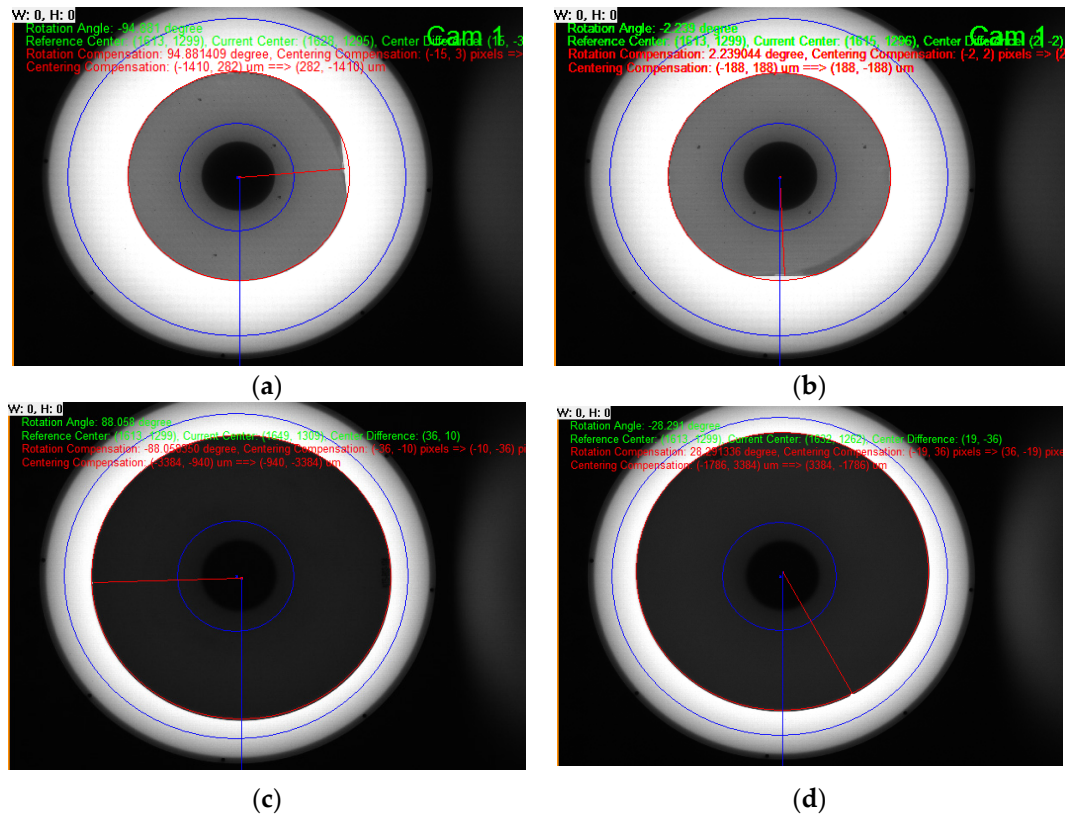 W: 0, H: 0
Rotation Angle: -94.881 degree
Cam 1
Reference Center: (1613, 1299), Current Center: (1628, 1295), Center Difference: (15, -3
Rotation Compensation: 94.881409 degree, Centering Compensation: (-15, 3) pixels =>
Centering Compensation: (-1410, 282) um ==> (282, -1410) um
(a)
W: 0, H: 0
Rotation Angle: -2.239 degree
Cam 1
Reference Center: (1613, 1299), Current Center: (1615, 1296), Center Difference: (2, -2)
Rotation Compensation: 2.239044 degree, Centering Compensation: (-2, 2) pixels => (2
Centering Compensation: (-188, 188) um ==> (188, -188) um
(b)
W: 0, H: 0
Rotation Angle: 88.058 degree
Reference Center: (1613, 1299), Current Center: (1649, 1309), Center Difference: (36, 10)
Rotation Compensation: degree, Centering Compensation: (-36, -10) pixels => (-10, -36) pi
Centering Compensation: (-3384, -940) um ==> (-940, -3384) um
(c)
W: 0, H: 0
Rotation Angle: -28.291 degree
Reference Center: (1613, 1299), Current Center: (1632, 1262), Center Difference: (19, -36)
Rotation Compensation: 28.291336 degree, Centering Compensation: (-19, 36) pixels => (36, -19) pixe
Centering Compensation: (-1786, 3384) um ==> (3384, -1786) um
(d)